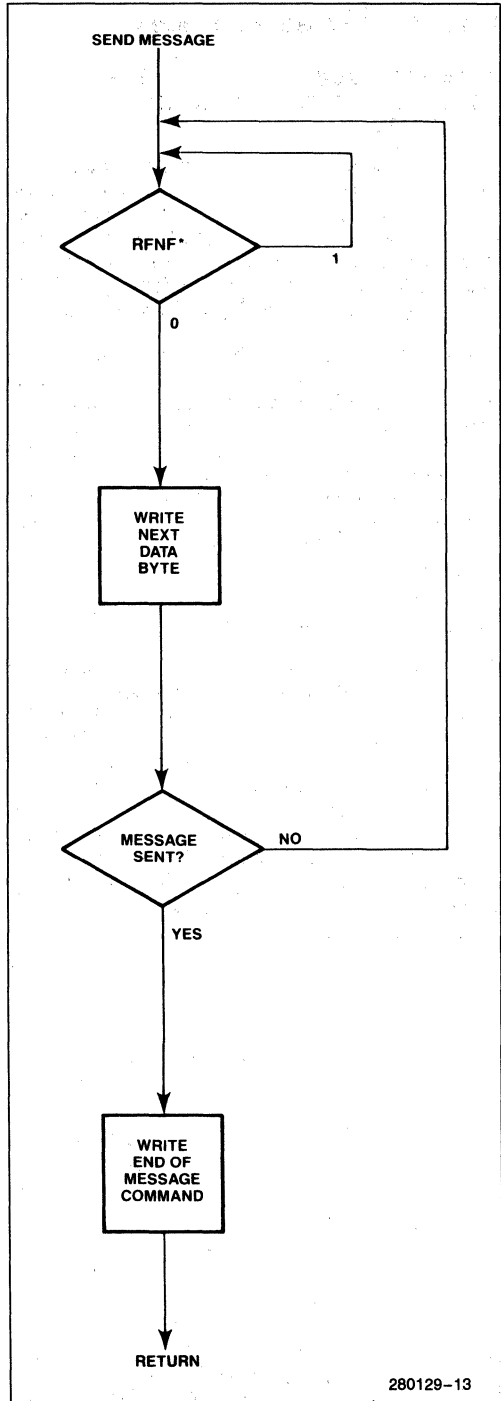 SEND MESSAGE
RFNF*
1
0
WRITE
NEXT
DATA
BYTE
MESSAGE
SENT?
NO
YES
WRITE
END OF
MESSAGE
COMMAND
RETURN
280129-13